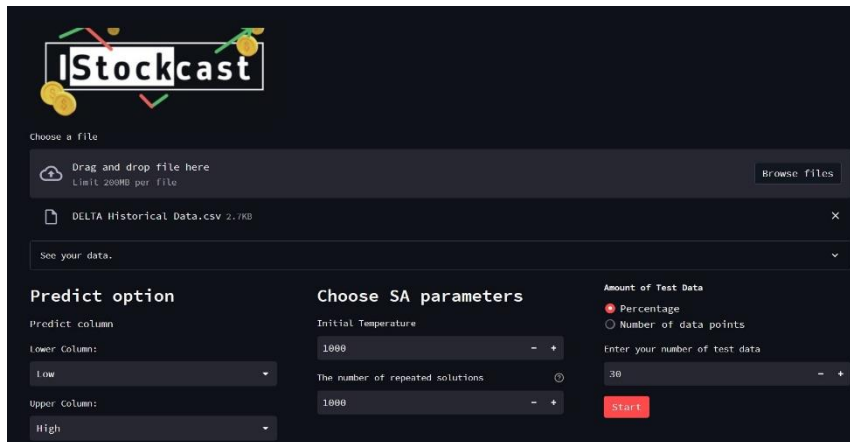 IStockcast
Choose a file
Drag and drop file here
Limit 200MB per file
Browse files
DELTA Historical Data.csv 2.7KB
See your data.
Predict option
Predict column
Lower Column:
Low
Upper Column:
High
Choose SA parameters
Initial Temperature
1000
- +
The number of repeated solutions
1000
- +
Amount of Test Data
Percentage
Number of data points
Enter your number of test data
30
- +
Start